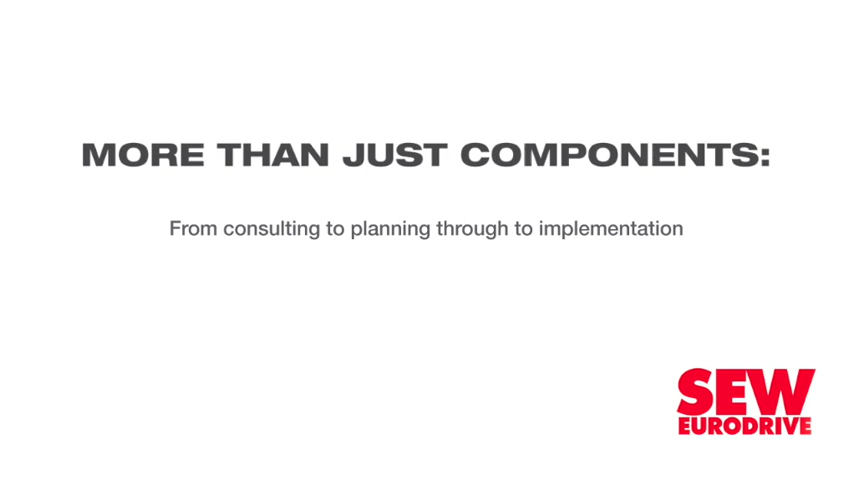 MORE THAN JUST COMPONENTS:
From consulting to planning through to implementation
SEW
EURODRIVE